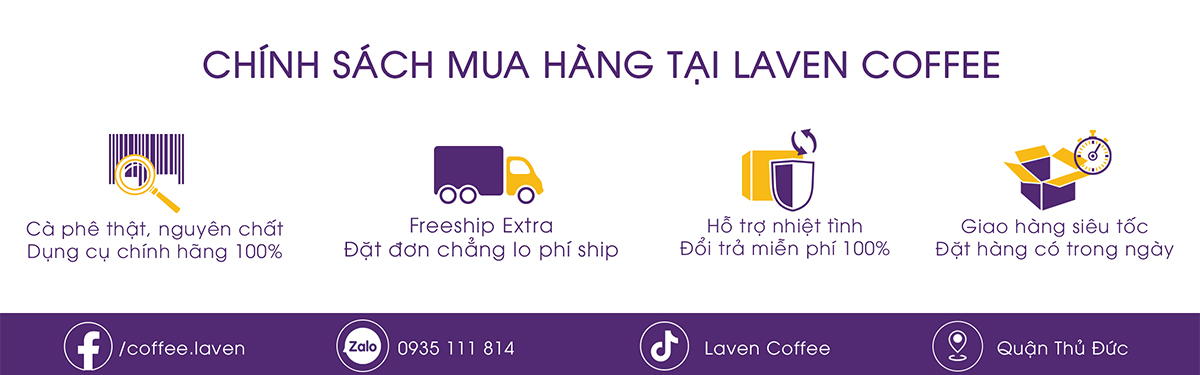 CHÍNH SÁCH MUA HÀNG TẠI LAVEN COFFEE
Cà phê thật, nguyên chất
Dụng cụ chính hãng 100%
Freeship Extra
Đặt đơn chẳng lo phí ship
Hỗ trợ nhiệt tình
Đổi trả miễn phí 100%
Giao hàng siêu tốc
Đặt hàng có trong ngày
/coffee.laven
Zalo
0935 111 814
Laven Coffee
Quận Thủ Đức